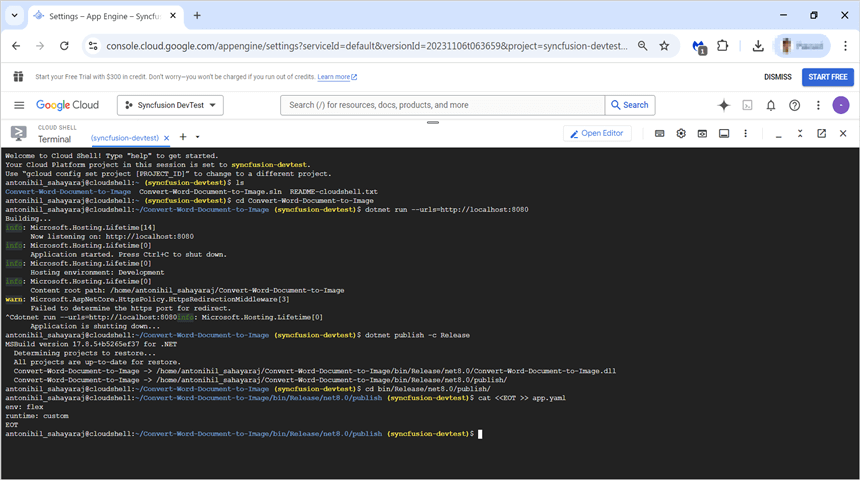 Settings – App Engine – Syncfusi
console.cloud.google.com/appengine/settings?serviceId=default&versionId=20231106t063659&project=syncfusion-devtest...
1
Start your Free Trial with $300 in credit. Don't worry—you won't be charged if you run out of credits. Learn more
DISMISS
START FREE
Google Cloud
Syncfusion DevTest
Search (/) for resources, docs, products, and more
Search
CLOUD SHELL
Terminal
(syncfusion-devtest)
Open Editor
Welcome to Cloud Shell! Type "help" to get started.
Your Cloud Platform project in this session is set to syncfusion-devtest.
Use "gcloud config set project [PROJECT_ID]" to change to a different project.
antonihil_sahayaraj@cloudshell:~ (syncfusion-devtest)$ ls
Convert-Word-Document-to-Image  Convert-Word-Document-to-Image.sln  README-cloudshell.txt
antonihil_sahayaraj@cloudshell:~ (syncfusion-devtest)$ cd Convert-Word-Document-to-Image
antonihil_sahayaraj@cloudshell:~/Convert-Word-Document-to-Image (syncfusion-devtest)$ dotnet run --urls=http://localhost:8080
Building...
info: Microsoft.Hosting.Lifetime[14]
Now listening on: http://localhost:8080
info: Microsoft.Hosting.Lifetime[0]
Application started. Press Ctrl+C to shut down.
info: Microsoft.Hosting.Lifetime[0]
Hosting environment: Development
info: Microsoft.Hosting.Lifetime[0]
Content root path: /home/antonihil_sahayaraj/Convert-Word-Document-to-Image
warn: Microsoft.AspNetCore.HttpsPolicy.HttpsRedirectionMiddleware[3]
Failed to determine the https port for redirect.
^Cdotnet run --urls=http://localhost:8080info: Microsoft.Hosting.Lifetime[0]
Application is shutting down...
antonihil_sahayaraj@cloudshell:~/Convert-Word-Document-to-Image (syncfusion-devtest)$ dotnet publish -c Release
MSBuild version 17.8.5+b5265ef37 for .NET
Determining projects to restore...
All projects are up-to-date for restore.
Convert-Word-Document-to-Image -> /home/antonihil_sahayaraj/Convert-Word-Document-to-Image/bin/Release/net8.0/Convert-Word-Document-to-Image.dll
Convert-Word-Document-to-Image -> /home/antonihil_sahayaraj/Convert-Word-Document-to-Image/bin/Release/net8.0/publish/
antonihil_sahayaraj@cloudshell:~/Convert-Word-Document-to-Image (syncfusion-devtest)$ cd bin/Release/net8.0/publish/
antonihil_sahayaraj@cloudshell:~/Convert-Word-Document-to-Image/bin/Release/net8.0/publish (syncfusion-devtest)$ cat <<EOT >> app.yaml
env: flex
runtime: custom
EOT
antonihil_sahayaraj@cloudshell:~/Convert-Word-Document-to-Image/bin/Release/net8.0/publish (syncfusion-devtest)$